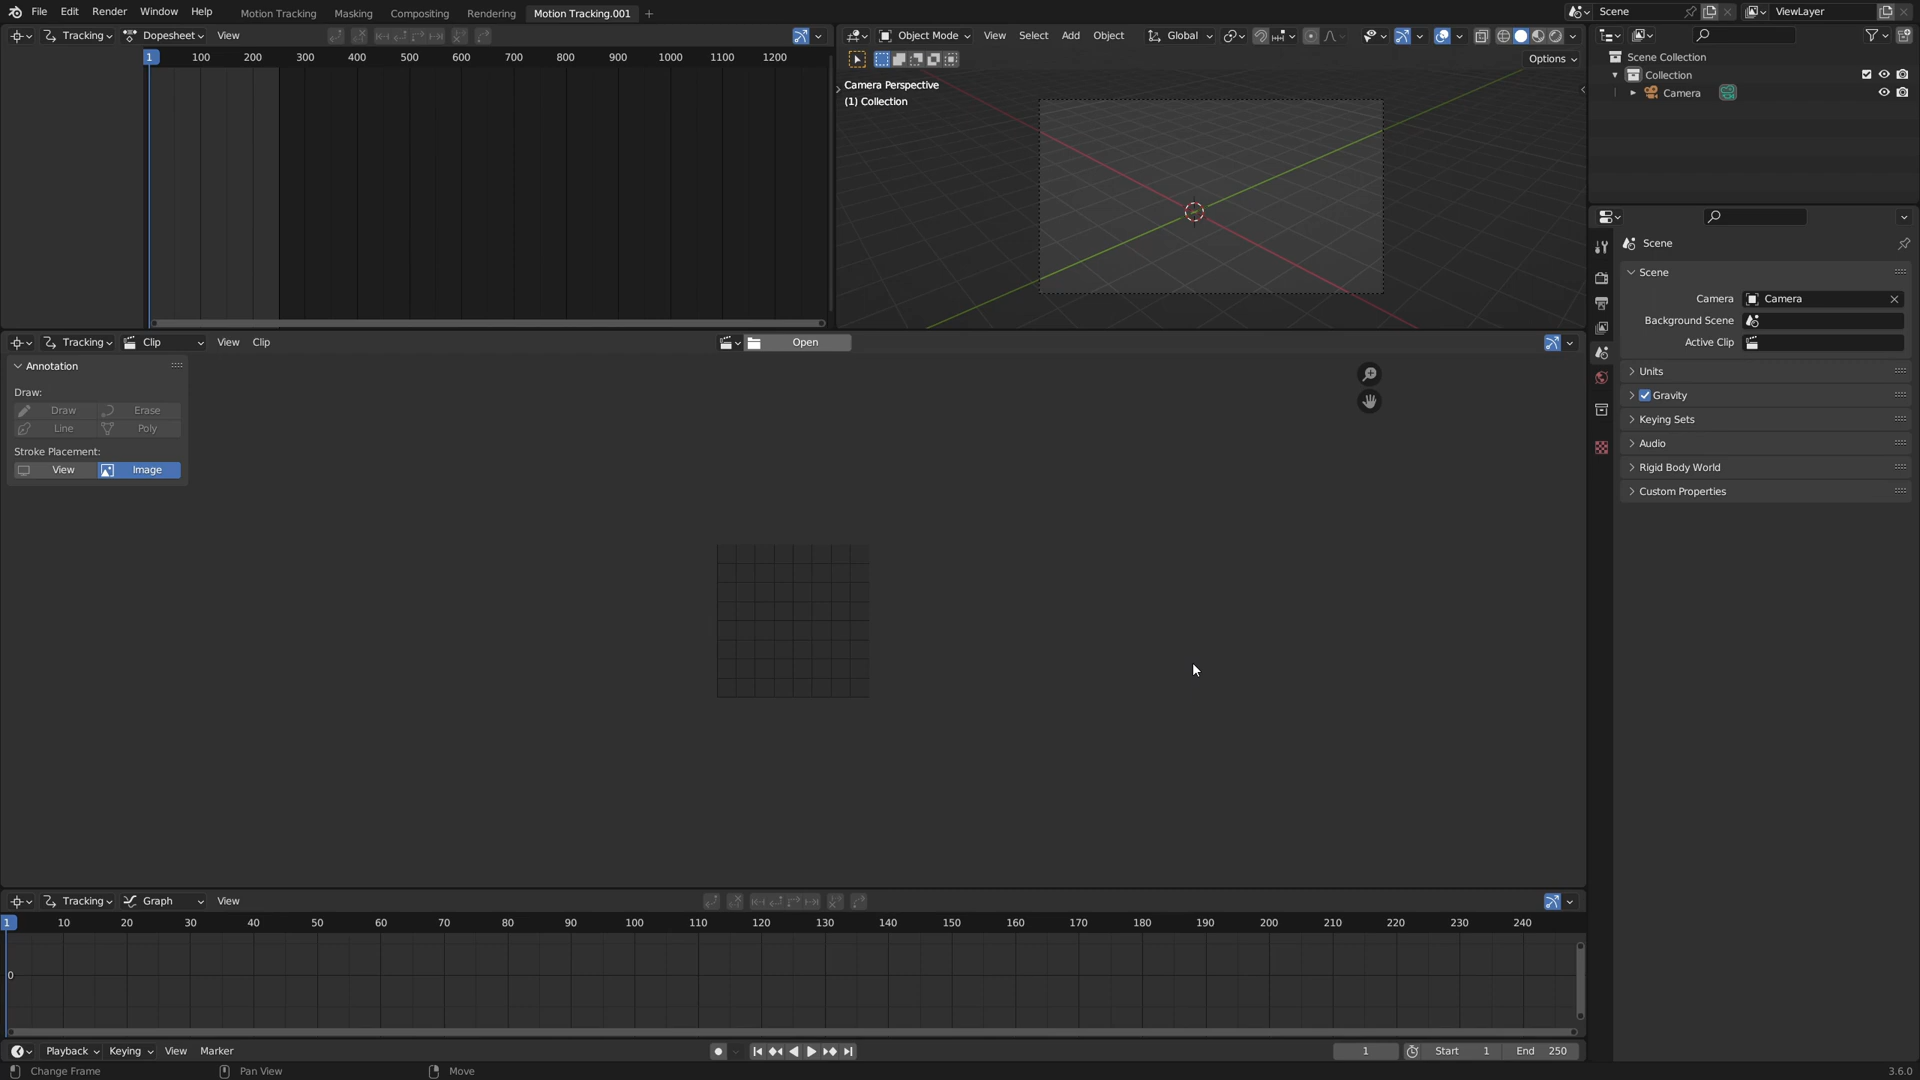 File Edit Render Window Help Motion Tracking Masking Compositing Rendering Motion Tracking.001 + Scene ViewLayer
Tracking Dopesheet View
1 100 200 300 400 500 600 700 800 900 1000 1100 1200
Object Mode View Select Add Object Global
Options
Camera Perspective
(1) Collection
Scene Collection
Collection
Camera
Scene
Scene
Camera Camera
Background Scene
Active Clip
Units
Gravity
Keying Sets
Audio
Rigid Body World
Custom Properties
Tracking Clip View Clip Open
Annotation
Draw:
Draw Erase
Line Poly
Stroke Placement:
View Image
Tracking Graph View
1 10 20 30 40 50 60 70 80 90 100 110 120 130 140 150 160 170 180 190 200 210 220 230 240
0
Playback Keying View Marker 1 Start 1 End 250
Change Frame Pan View Move 3.6.0